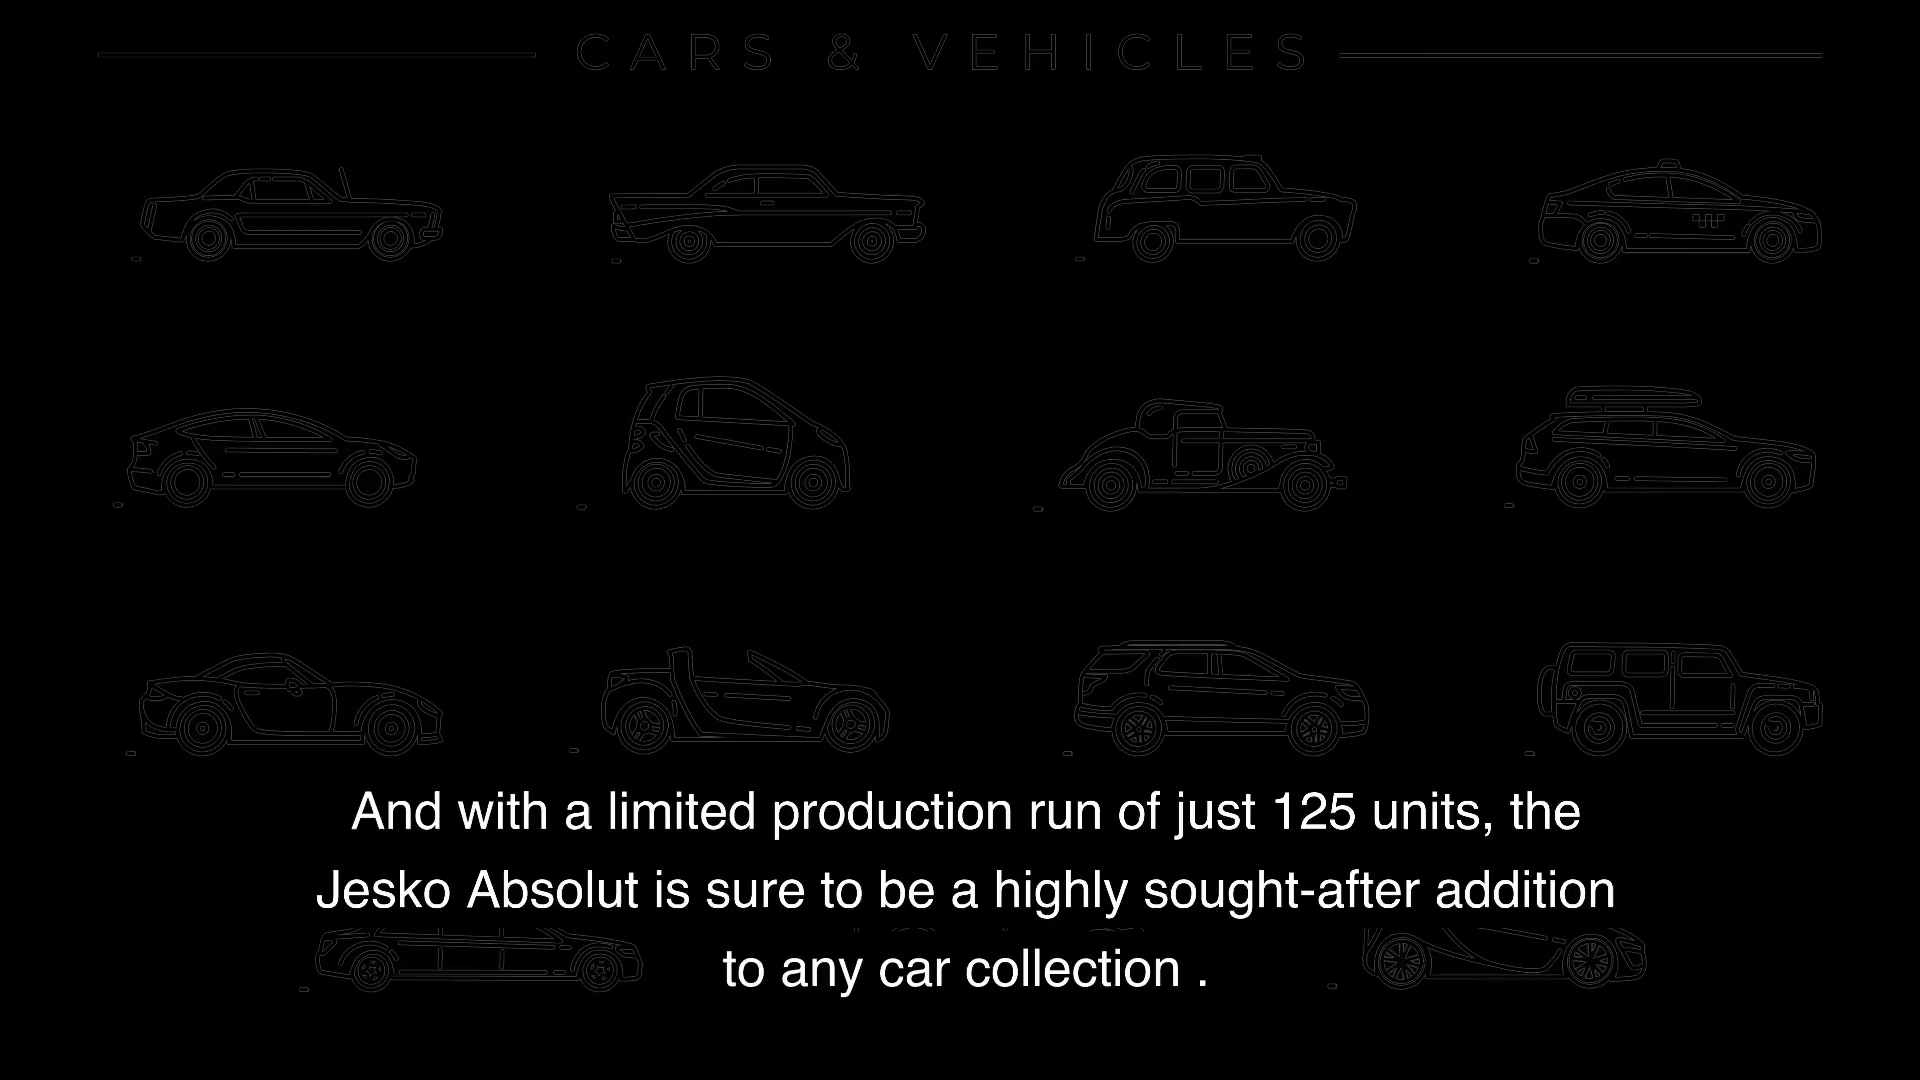 CARS & VEHICLES
And with a limited production run of just 125 units, the
Jesko Absolut is sure to be a highly sought-after addition
to any car collection .